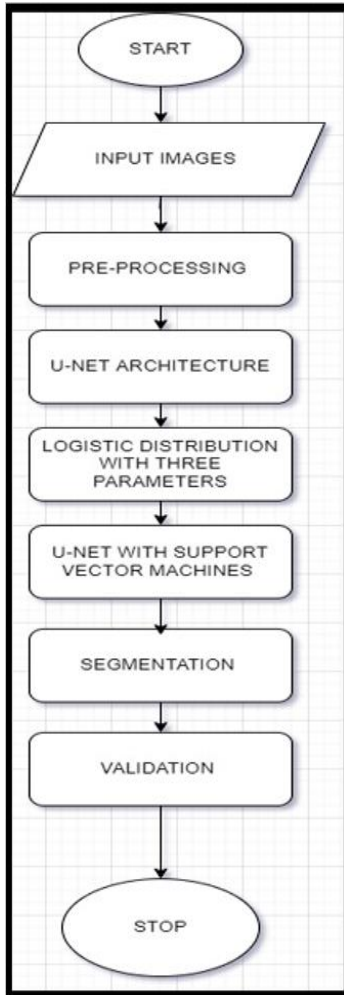 START
INPUT IMAGES
PRE-PROCESSING
U-NET ARCHITECTURE
LOGISTIC DISTRIBUTION
WITH THREE
PARAMETERS
U-NET WITH SUPPORT
VECTOR MACHINES
SEGMENTATION
VALIDATION
STOP